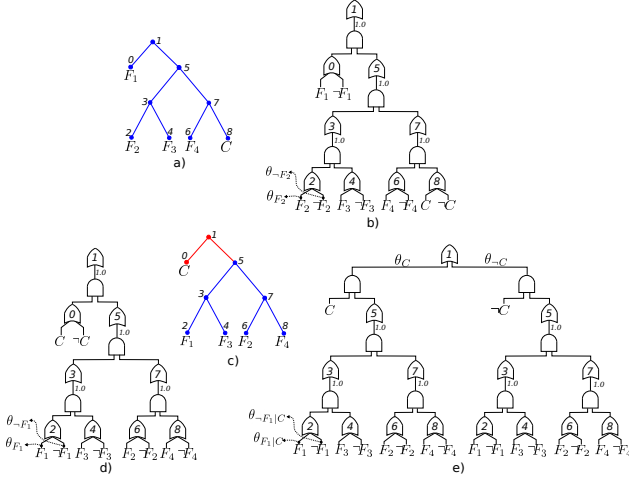 1
0
F₁
5
3
7
2 4 6 8
F₂ F₃ F₄ C
a)
1
1.0
0 5
1.0
F₁ ¬F₁
3 7
1.0 1.0
θ¬F₂
2 4 6 8
θF₂
F₂ ¬F₂ F₃ ¬F₃ F₄ ¬F₄ C ¬C
b)
1
0
C
5
3
7
2 4 6 8
F₁ F₃ F₂ F₄
c)
1
1.0
0 5
1.0
C ¬C
3 7
1.0 1.0
θ¬F₁
2 4 6 8
θF₁
F₁ ¬F₁ F₃ ¬F₃ F₂ ¬F₂ F₄ ¬F₄
d)
1
θC θ¬C
C ¬C
5 5
1.0 1.0
3 7 3 7
1.0 1.0 1.0 1.0
θ¬F₁|C
2 4 6 8 2 4 6 8
θF₁|C
F₁ ¬F₁ F₃ ¬F₃ F₂ ¬F₂ F₄ ¬F₄ F₁ ¬F₁ F₃ ¬F₃ F₂ ¬F₂ F₄ ¬F₄
e)